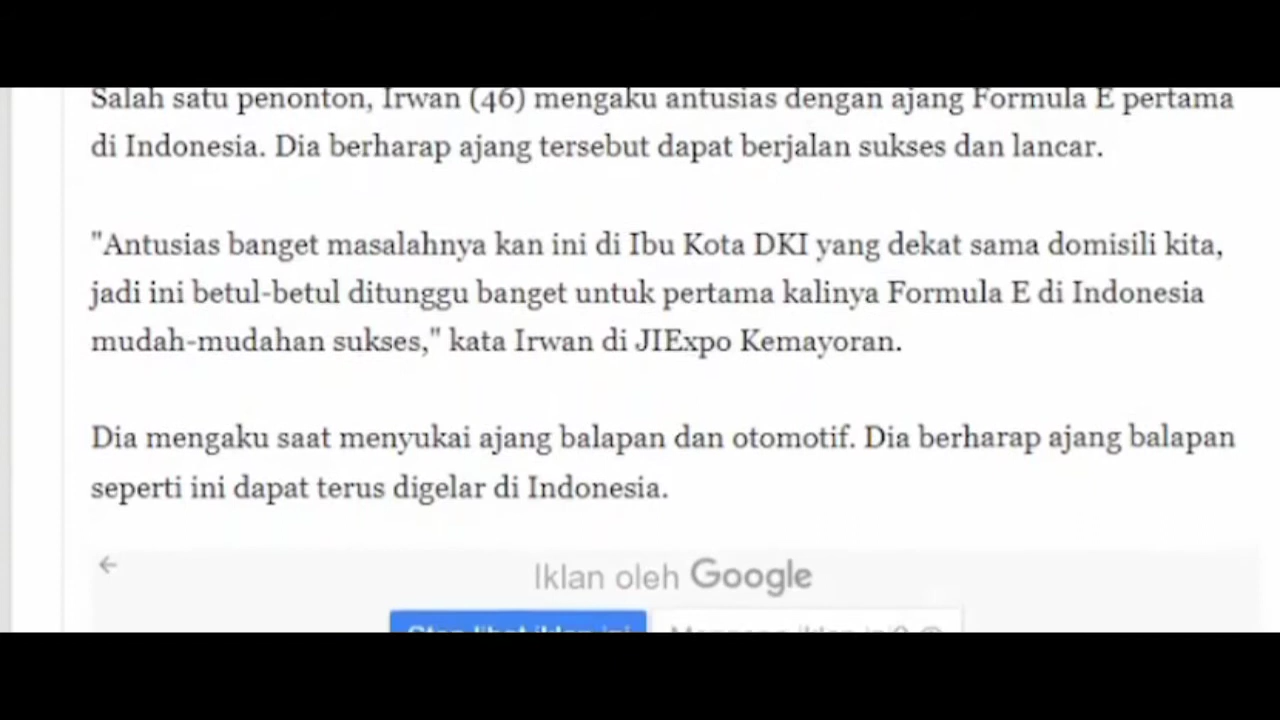 Salah satu penonton, Irwan (46) mengaku antusias dengan ajang Formula E pertama
di Indonesia. Dia berharap ajang tersebut dapat berjalan sukses dan lancar.
"Antusias banget masalahnya kan ini di Ibu Kota DKI yang dekat sama domisili kita,
jadi ini betul-betul ditunggu banget untuk pertama kalinya Formula E di Indonesia
mudah-mudahan sukses," kata Irwan di JIExpo Kemayoran.
Dia mengaku saat menyukai ajang balapan dan otomotif. Dia berharap ajang balapan
seperti ini dapat terus digelar di Indonesia.
Iklan oleh Google